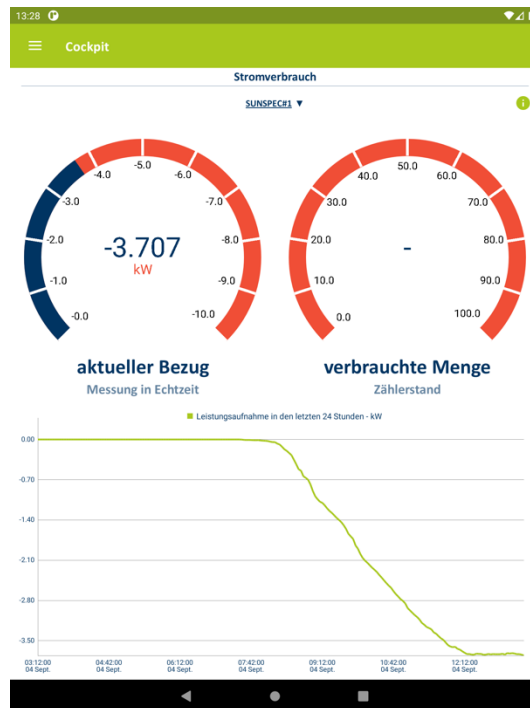 13:28
Cockpit
Stromverbrauch
SUNSPEC#1 ▼
i
-5.0
-4.0
-6.0
-3.0
-7.0
-2.0
-8.0
-1.0
-9.0
-0.0
-10.0
-3.707
kW
50.0
40.0
60.0
30.0
70.0
20.0
80.0
10.0
90.0
0.0
100.0
-
aktueller Bezug
Messung in Echtzeit
verbrauchte Menge
Zählerstand
Leistungsaufnahme in den letzten 24 Stunden - kW
0.00
-0.70
-1.40
-2.10
-2.80
-3.50
03:12:00 04:42:00 06:12:00 07:42:00 09:12:00 10:42:00 12:12:00
04 Sept. 04 Sept. 04 Sept. 04 Sept. 04 Sept. 04 Sept. 04 Sept.